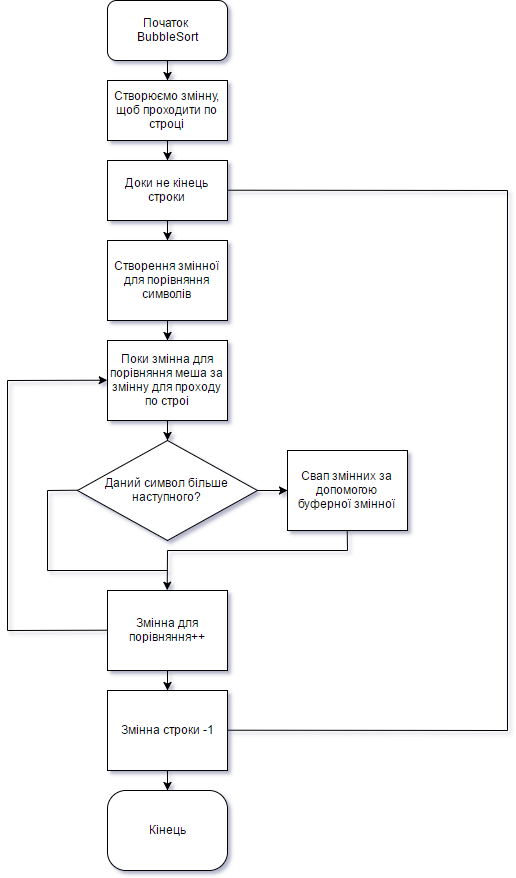 Початок
BubbleSort
Створюємо змінну,
щоб проходити по
строці
Доки не кінець
строки
Створення змінної
для порівняння
символів
Поки змінна для
порівняння меша за
змінну для проходу
по строі
Даний символ більше
наступного?
Свап змінних за
допомогою
буферної змінної
Змінна для
порівняння++
Змінна строки -1
Кінець